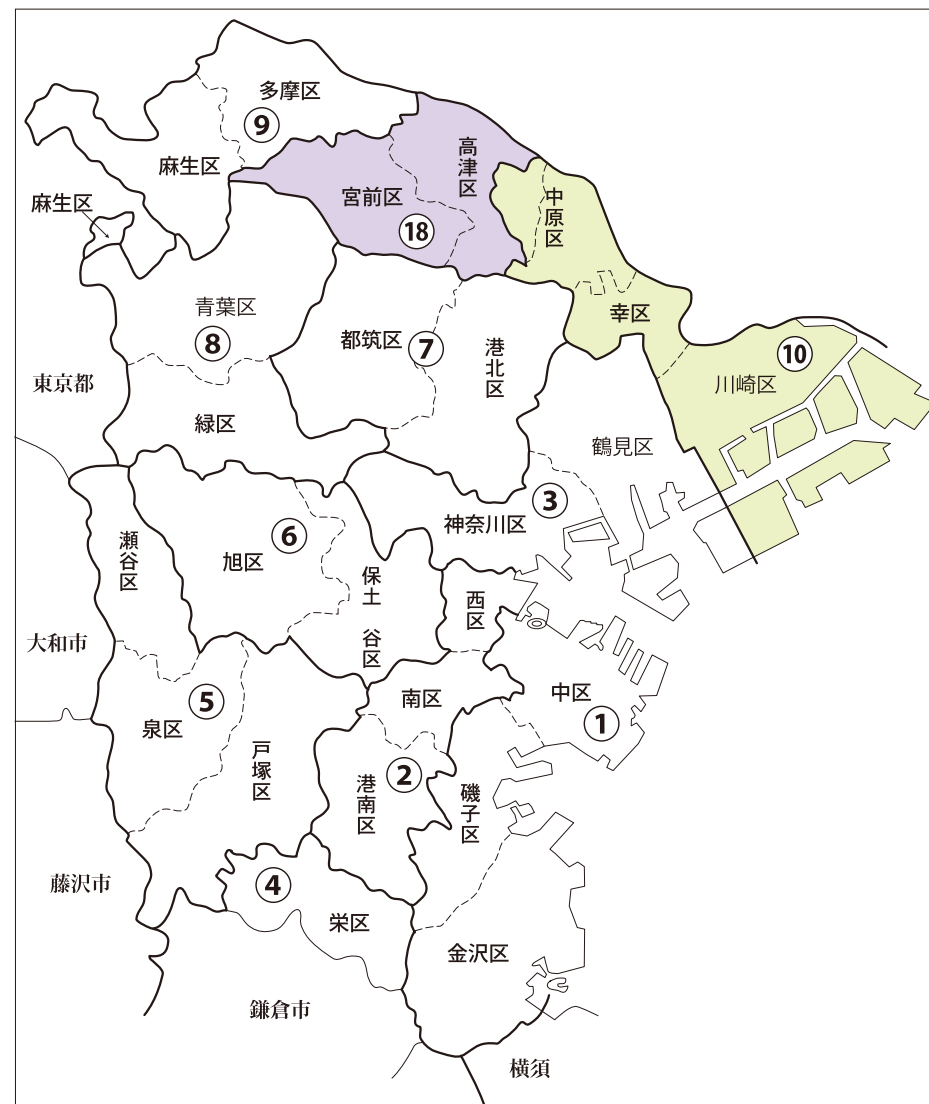 多摩区
⑨
高津区
麻生区
宮前区
麻生区
中原区
⑱
青葉区
幸区
⑧
都筑区
⑦
港北区
⑩
東京都
川崎区
緑区
鶴見区
③
神奈川区
⑥
瀬谷区
旭区
保土
谷区
西区
大和市
⑤
南区
中区
①
泉区
戸塚区
②
港南区
磯子区
藤沢市
④
栄区
金沢区
鎌倉市
横須